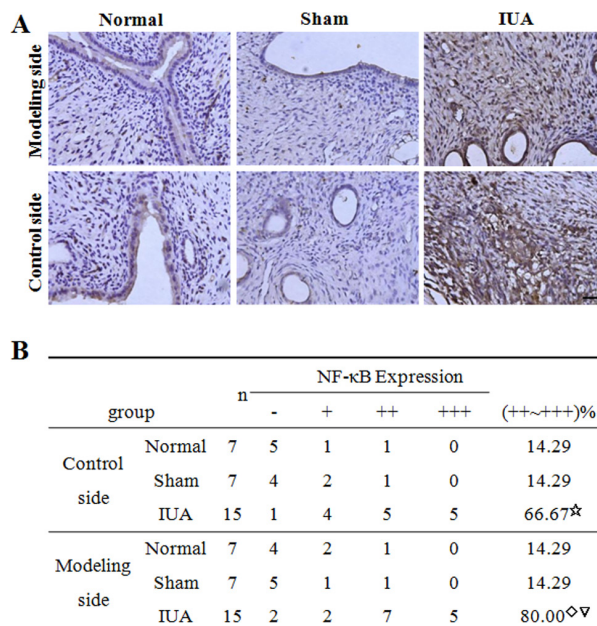 A
Normal Sham IUA
Modeling side
Control side
B
NF-κB Expression
group n - + ++ +++ (++~+++)%
Control side
Normal 7 5 1 1 0 14.29
Sham 7 4 2 1 0 14.29
IUA 15 1 4 5 5 66.67☆
Modeling side
Normal 7 4 2 1 0 14.29
Sham 7 5 1 1 0 14.29
IUA 15 2 2 7 5 80.00◇∇